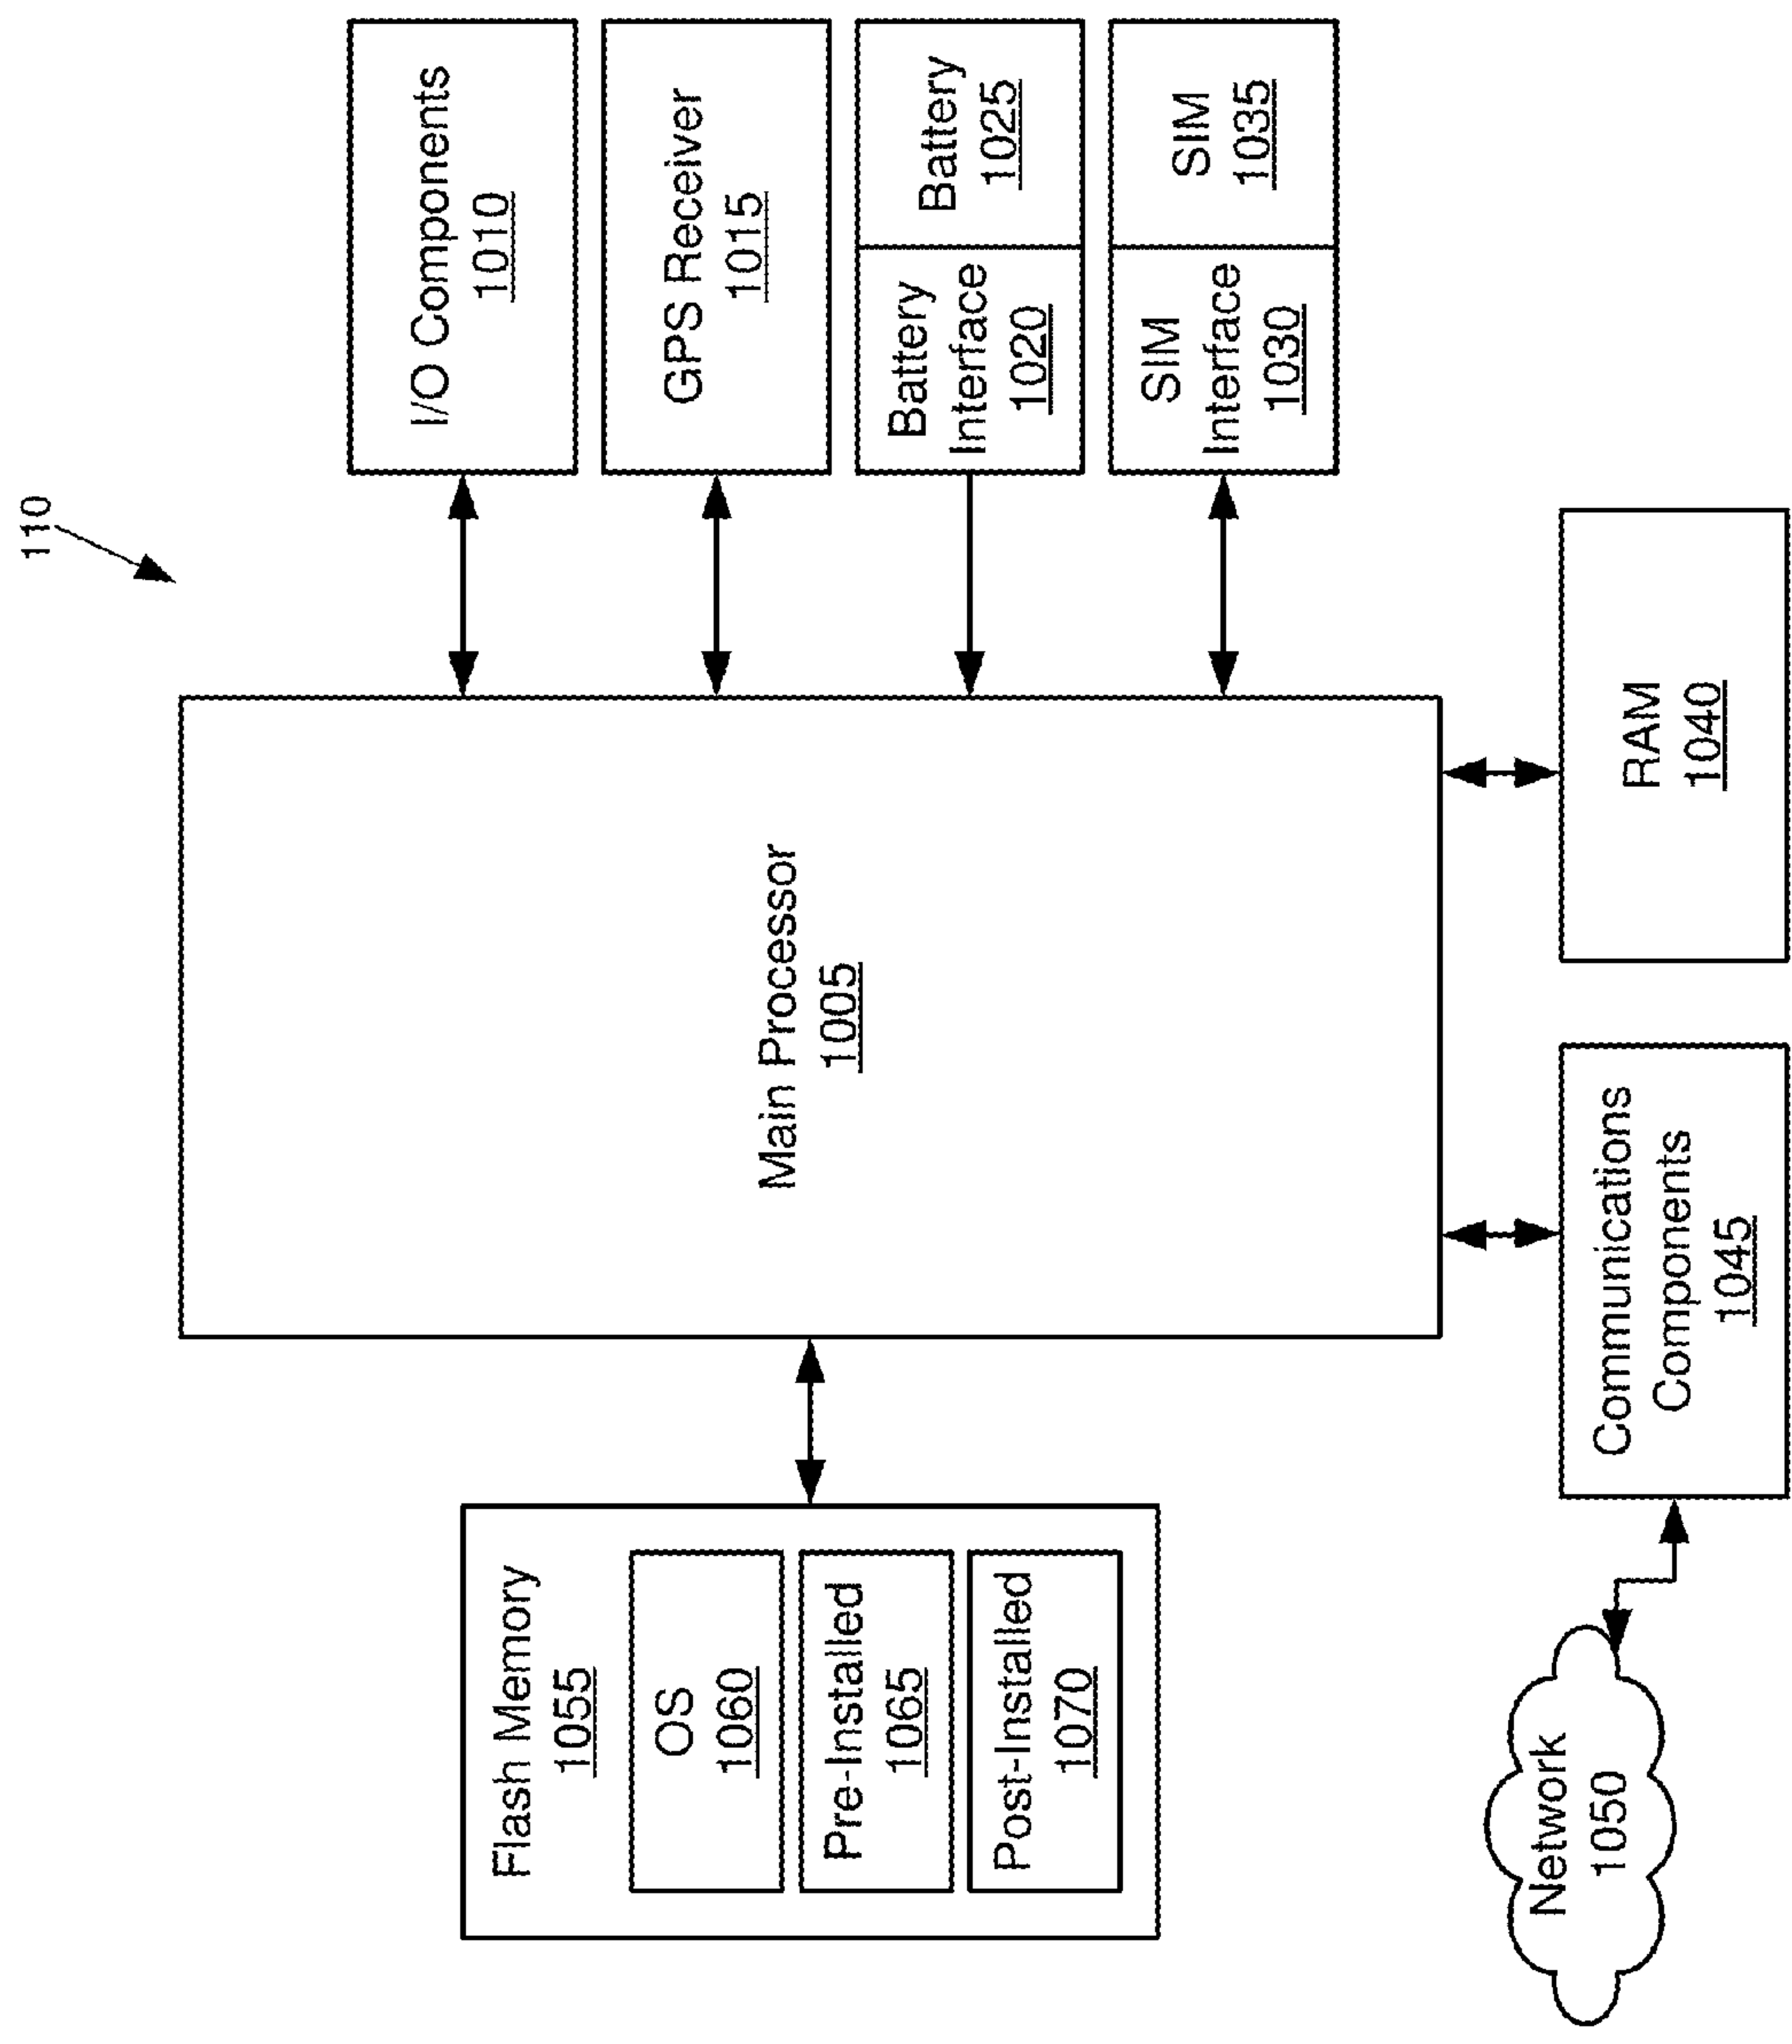 110
Flash Memory
1055
OS
1060
Pre-Installed
1065
Post-Installed
1070
Main Processor
1005
I/O Components
1010
GPS Receiver
1015
Battery
Interface
1020
Battery
1025
SIM
Interface
1030
SIM
1035
Network
1050
Communications
Components
1045
RAM
1040